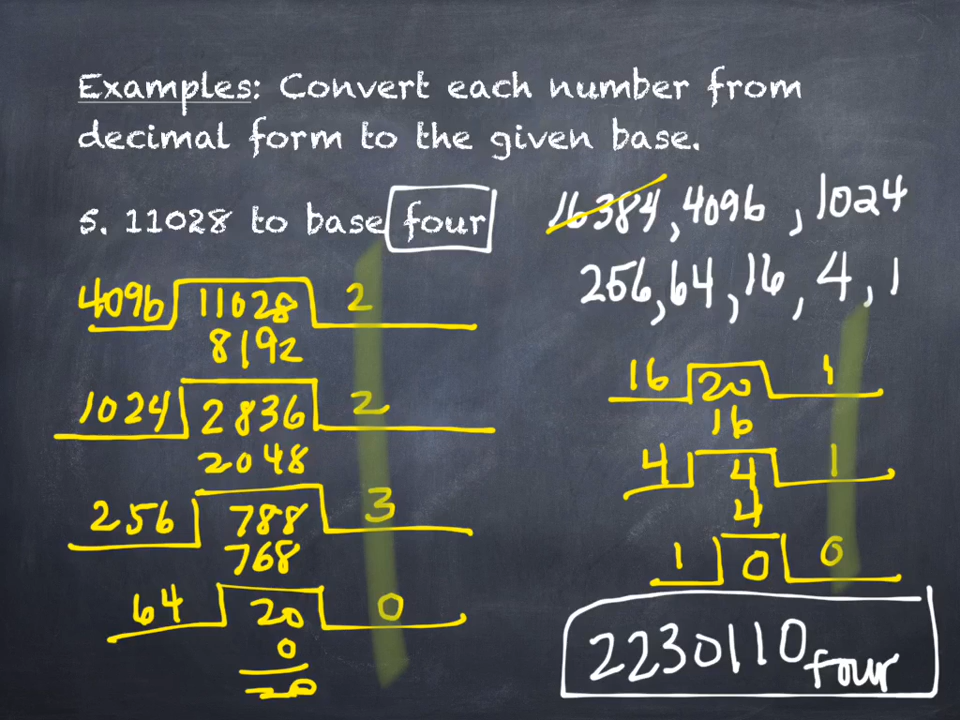 Examples: Convert each number from
decimal form to the given base.
5. 11028 to base four
16384, 4096, 1024
256, 64, 16, 4, 1
4096 11028 2
8192
1024 2836 2
2048
256 788 3
768
64 20 0
0
20
16 20 1
16
4 4 1
4
1 0 0
2230110four